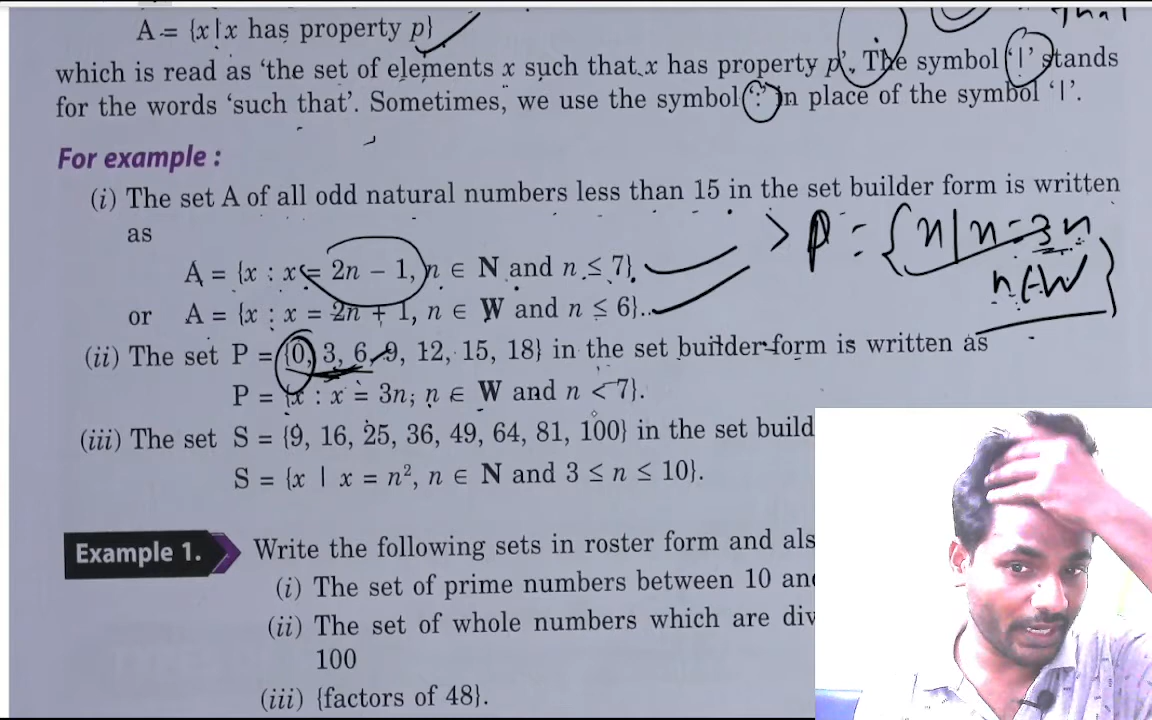 that
A = {x | x has property p}
which is read as ‘the set of elements x such that x has property p’. The symbol ‘|’ stands
for the words ‘such that’. Sometimes, we use the symbol ‘:’ in place of the symbol ‘|’.
For example :
(i) The set A of all odd natural numbers less than 15 in the set builder form is written
as
A = {x : x = 2n – 1, n ∈ N and n ≤ 7}
or A = {x : x = 2n + 1, n ∈ W and n ≤ 6}.
P = {x | x = 3n
n ∈ W}
(ii) The set P = {0, 3, 6, 9, 12, 15, 18} in the set builder form is written as
P = {x : x = 3n; n ∈ W and n < 7}.
(iii) The set S = {9, 16, 25, 36, 49, 64, 81, 100} in the set build
S = {x | x = n², n ∈ N and 3 ≤ n ≤ 10}.
Example 1. Write the following sets in roster form and als
(i) The set of prime numbers between 10 an
(ii) The set of whole numbers which are div
100
(iii) {factors of 48}.